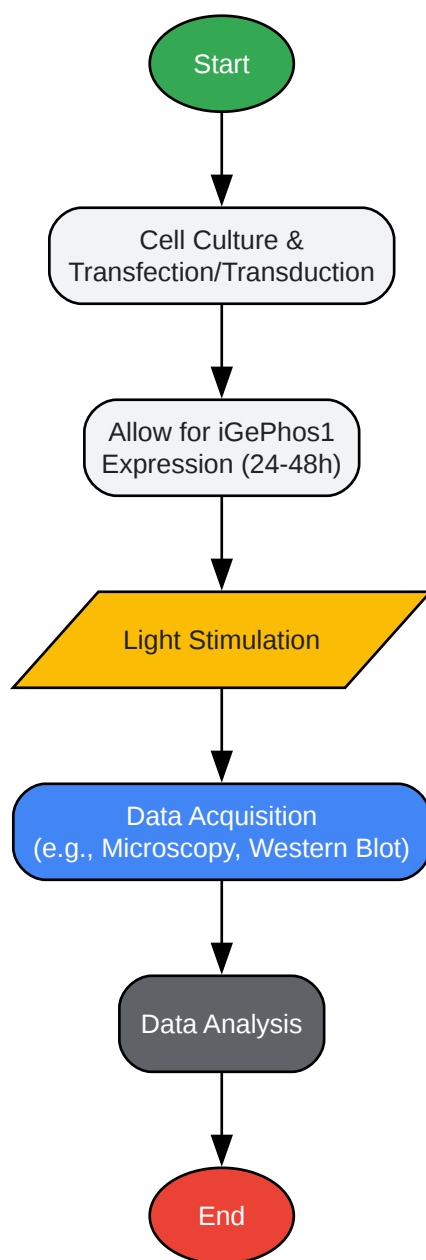 Start
Cell Culture &
Transfection/Transduction
Allow for iGePhos1
Expression (24-48h)
Light Stimulation
Data Acquisition
(e.g., Microscopy, Western Blot)
Data Analysis
End